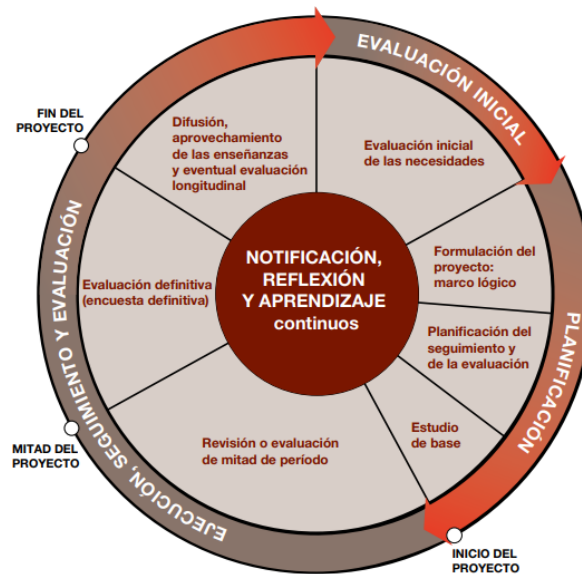 EVALUACIÓN INICIAL
FIN DEL
PROYECTO
Difusión,
aprovechamiento
de las enseñanzas
y eventual evaluación
longitudinal
Evaluación inicial
de las necesidades
NOTIFICACIÓN,
REFLEXIÓN
Y APRENDIZAJE
continuos
Formulación del
proyecto:
marco lógico
Evaluación definitiva
(encuesta definitiva)
Planificación del
seguimiento y
de la evaluación
PLANIFICACIÓN
Estudio
de base
Revisión o evaluación
de mitad de período
MITAD DEL
PROYECTO
EJECUCIÓN, SEGUIMIENTO Y EVALUACIÓN
INICIO DEL
PROYECTO